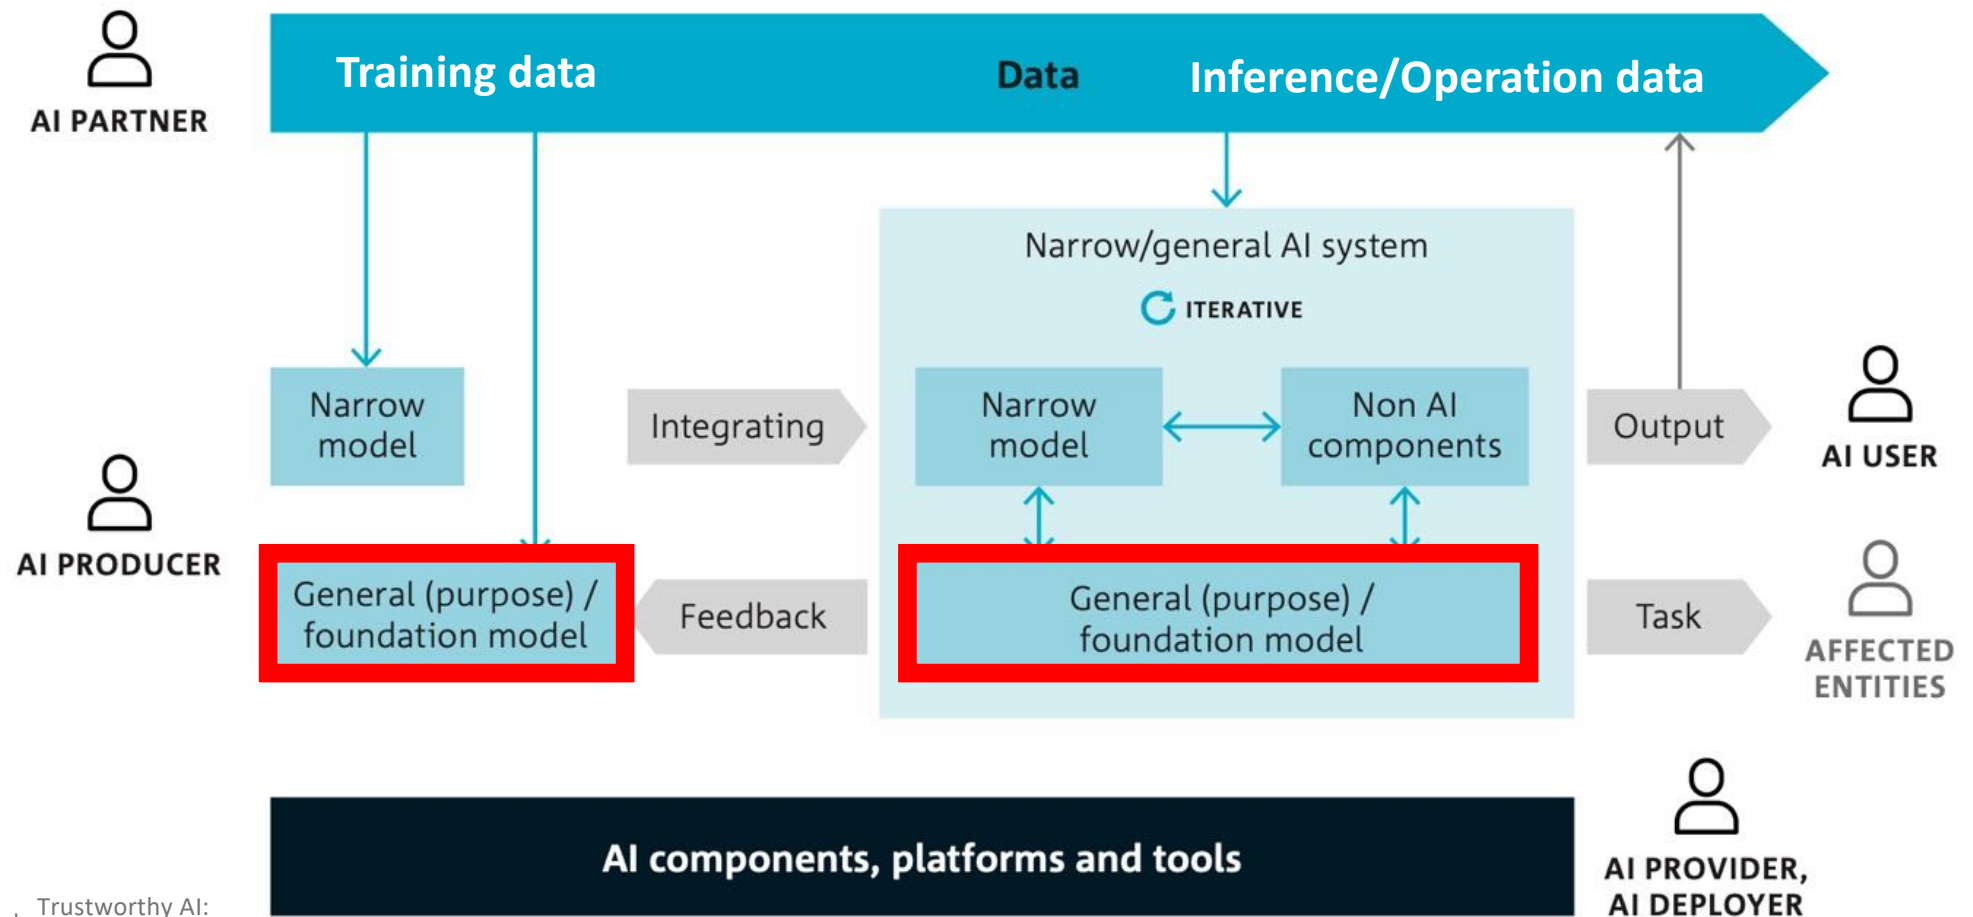 Training data
Data
Inference/Operation data
AI PARTNER
Narrow/general AI system
ITERATIVE
Narrow
model
Integrating
Narrow
model
Non AI
components
Output
AI USER
AI PRODUCER
General (purpose) /
foundation model
Feedback
General (purpose) /
foundation model
Task
AFFECTED
ENTITIES
AI components, platforms and tools
AI PROVIDER,
AI DEPLOYER
Trustworthy AI: